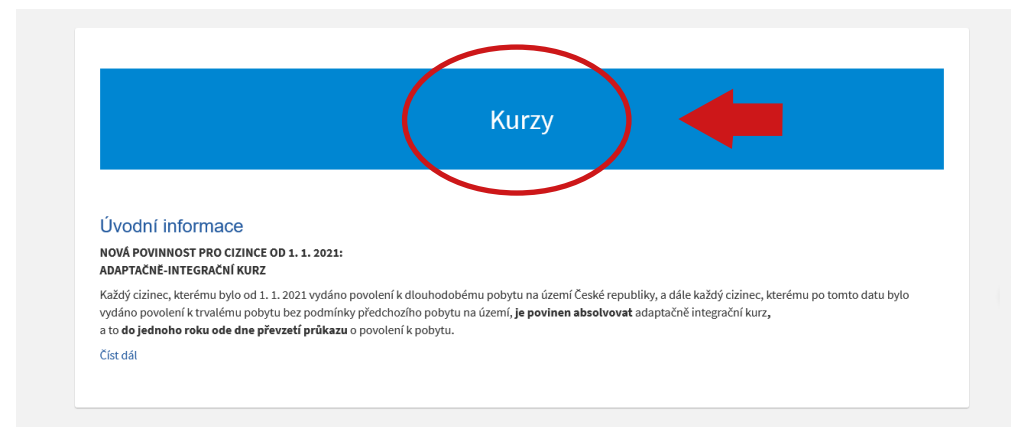 Kurzy
Úvodní informace
NOVÁ POVINNOST PRO CIZINCE OD 1. 1. 2021:
ADAPTAČNĚ-INTEGRAČNÍ KURZ
Každý cizinec, kterému bylo od 1. 1. 2021 vydáno povolení k dlouhodobému pobytu na území České republiky, a dále každý cizinec, kterému po tomto datu bylo
vydáno povolení k trvalému pobytu bez podmínky předchozího pobytu na území, je povinen absolvovat adaptačně integrační kurz,
a to do jednoho roku ode dne převzetí průkazu o povolení k pobytu.
Číst dál